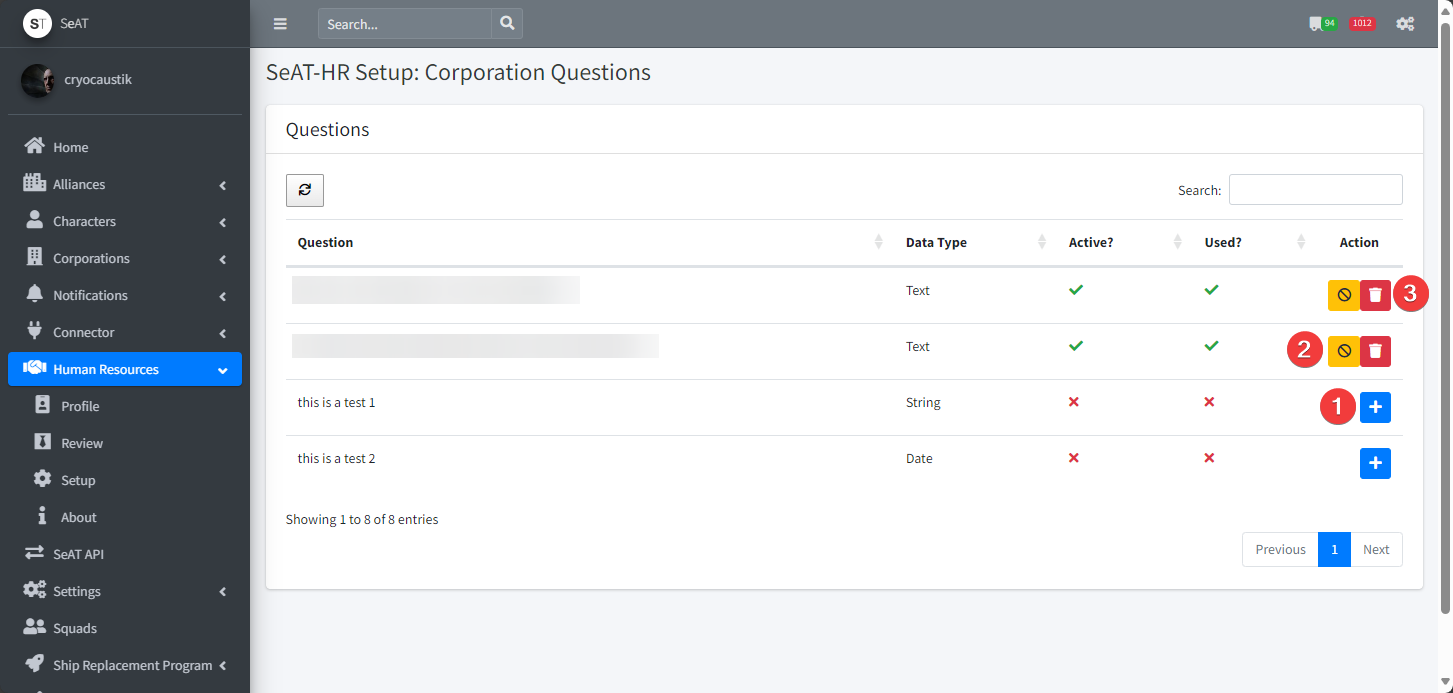 ST SeAT
Search...
94
1012
cryocaustik
Home
Alliances
Characters
Corporations
Notifications
Connector
Human Resources
Profile
Review
Setup
About
SeAT API
Settings
Squads
Ship Replacement Program
SeAT-HR Setup: Corporation Questions
Questions
Search:
Question Data Type Active? Used? Action
Text 3
Text 2
this is a test 1 String 1
this is a test 2 Date
Showing 1 to 8 of 8 entries
Previous 1 Next